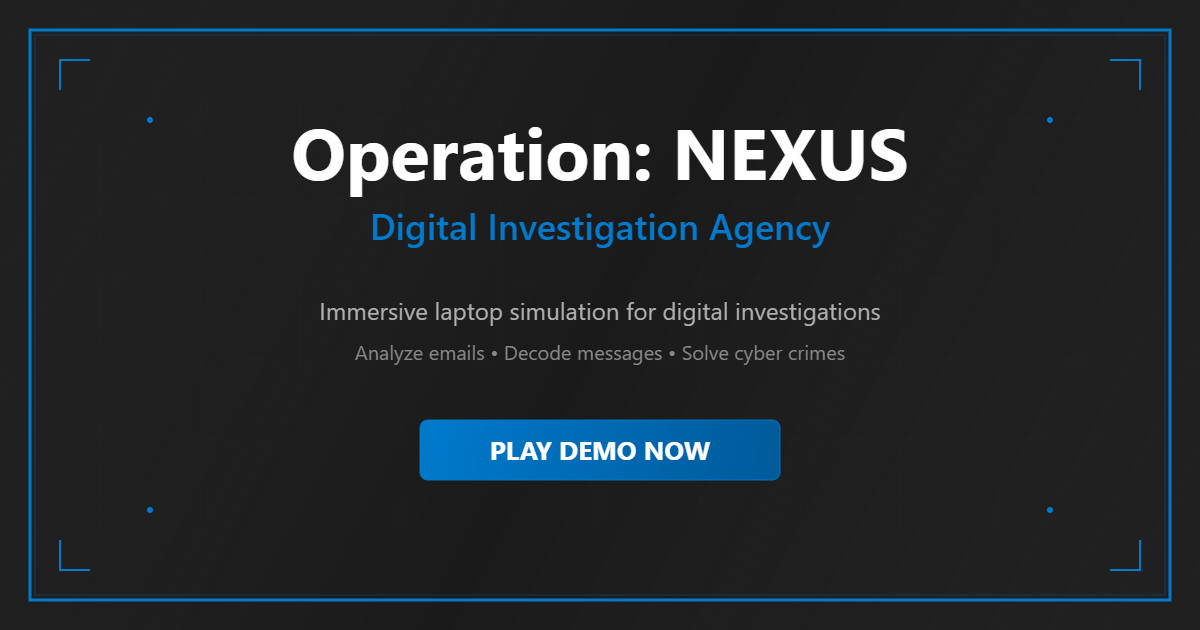 Operation: NEXUS
Digital Investigation Agency
Immersive laptop simulation for digital investigations
Analyze emails • Decode messages • Solve cyber crimes
PLAY DEMO NOW